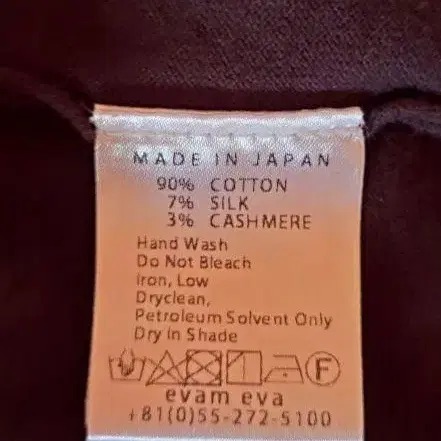 MADE IN JAPAN
90% COTTON
7% SILK
3% CASHMERE
Hand Wash
Do Not Bleach
Iron, Low
Dryclean,
Petroleum Solvent Only
Dry In Shade
F
evam eva
+81(0)55-272-5100